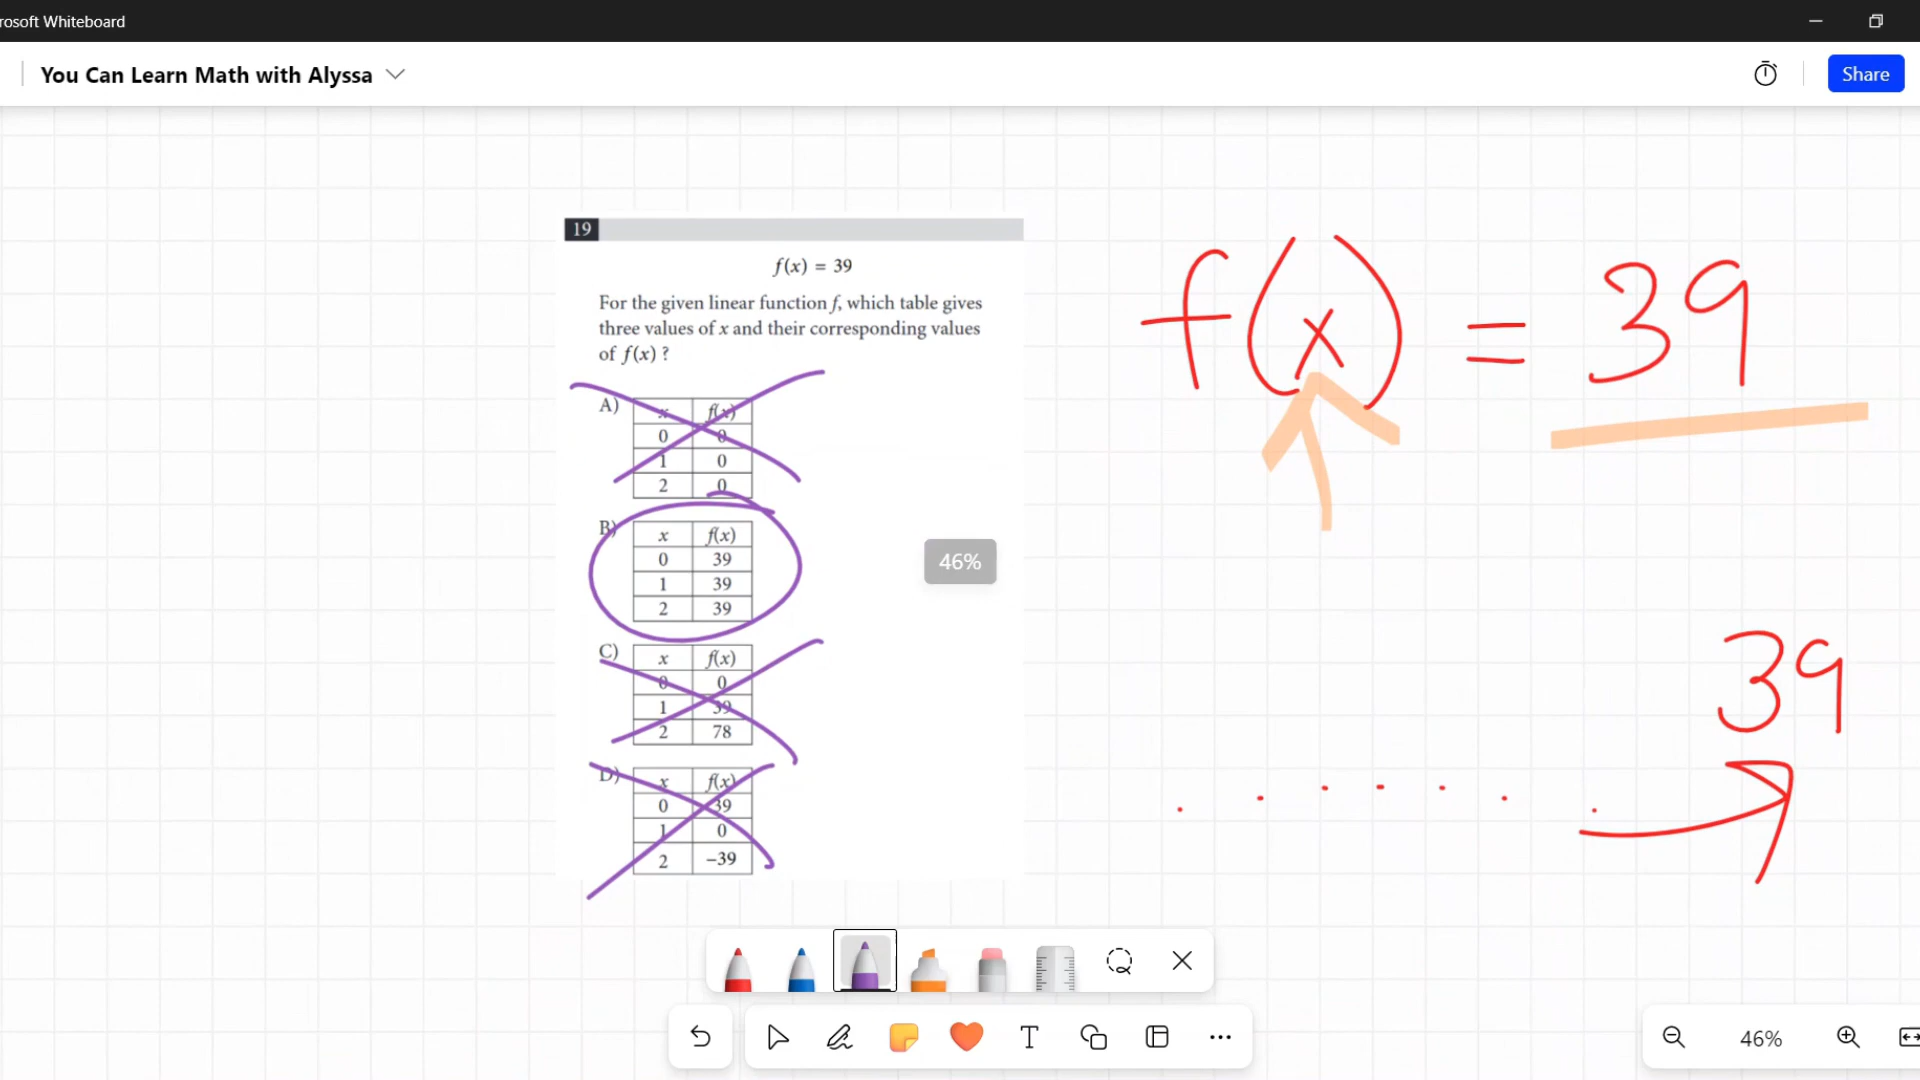 rosoft Whiteboard
You Can Learn Math with Alyssa
Share
19
f(x) = 39
For the given linear function f, which table gives
three values of x and their corresponding values
of f(x) ?
A)
x f(x)
0 0
1 0
2 0
B)
x f(x)
0 39
1 39
2 39
C)
x f(x)
0 0
1 39
2 78
D)
x f(x)
0 39
1 0
2 −39
f(x) = 39
46%
39
46%